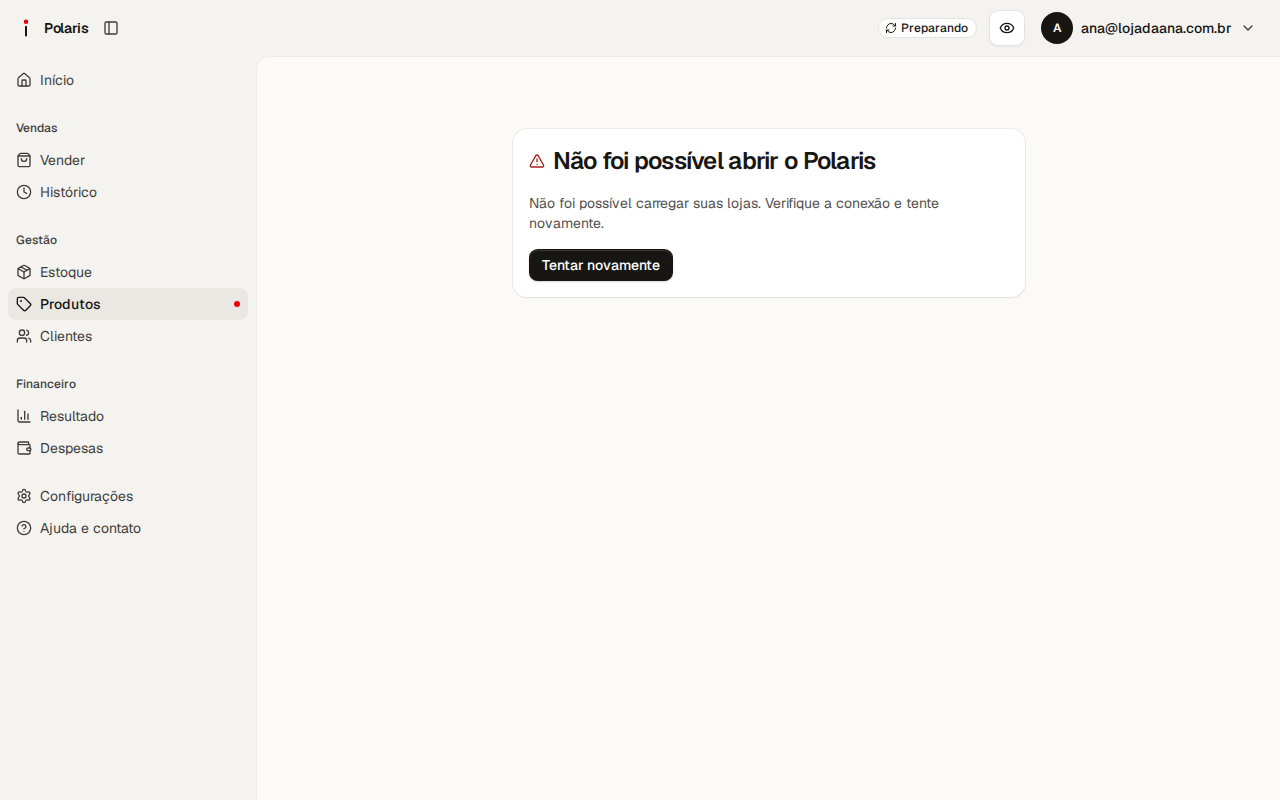 Polaris
Preparando
A
ana@lojadaana.com.br
Início
Vendas
Vender
Histórico
Gestão
Estoque
Produtos
Clientes
Financeiro
Resultado
Despesas
Configurações
Ajuda e contato
Não foi possível abrir o Polaris
Não foi possível carregar suas lojas. Verifique a conexão e tente
novamente.
Tentar novamente